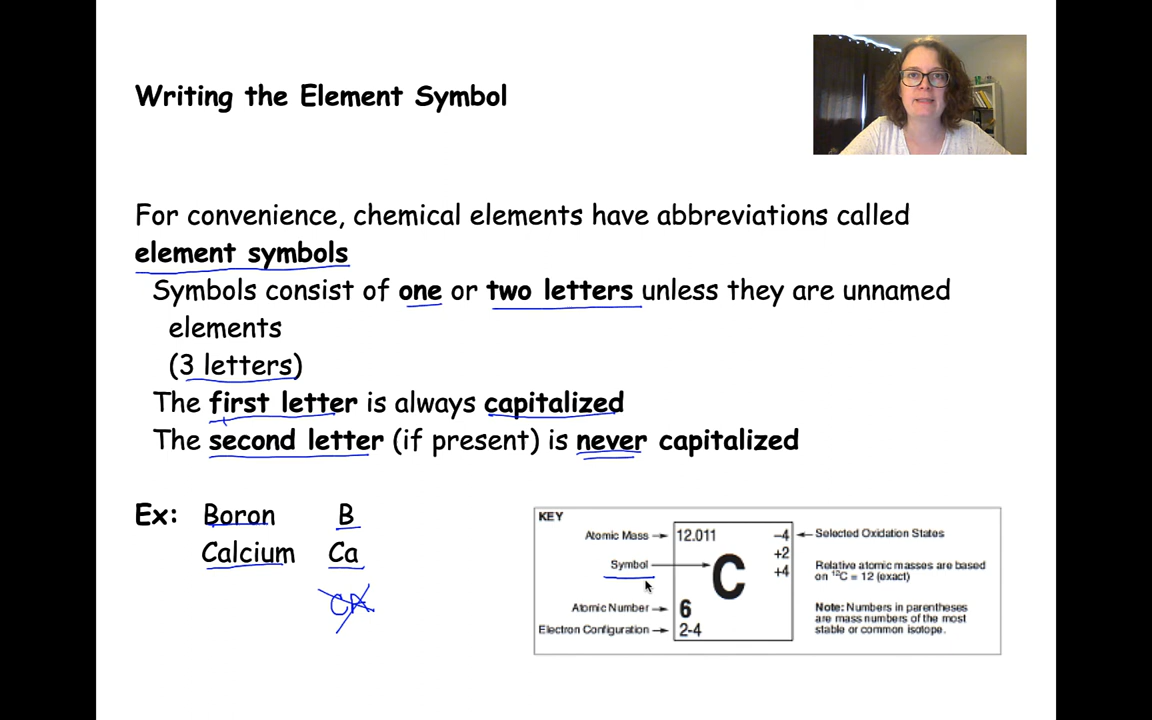 Writing the Element Symbol
For convenience, chemical elements have abbreviations called
element symbols
Symbols consist of one or two letters unless they are unnamed
elements
(3 letters)
The first letter is always capitalized
The second letter (if present) is never capitalized
Ex: Boron B
Calcium Ca
CA
KEY
Atomic Mass → 12.011 -4 ← Selected Oxidation States
+2
Symbol → C +4 Relative atomic masses are based
on ¹²C = 12 (exact)
Atomic Number → 6 Note: Numbers in parentheses
are mass numbers of the most
Electron Configuration → 2-4 stable or common isotope.